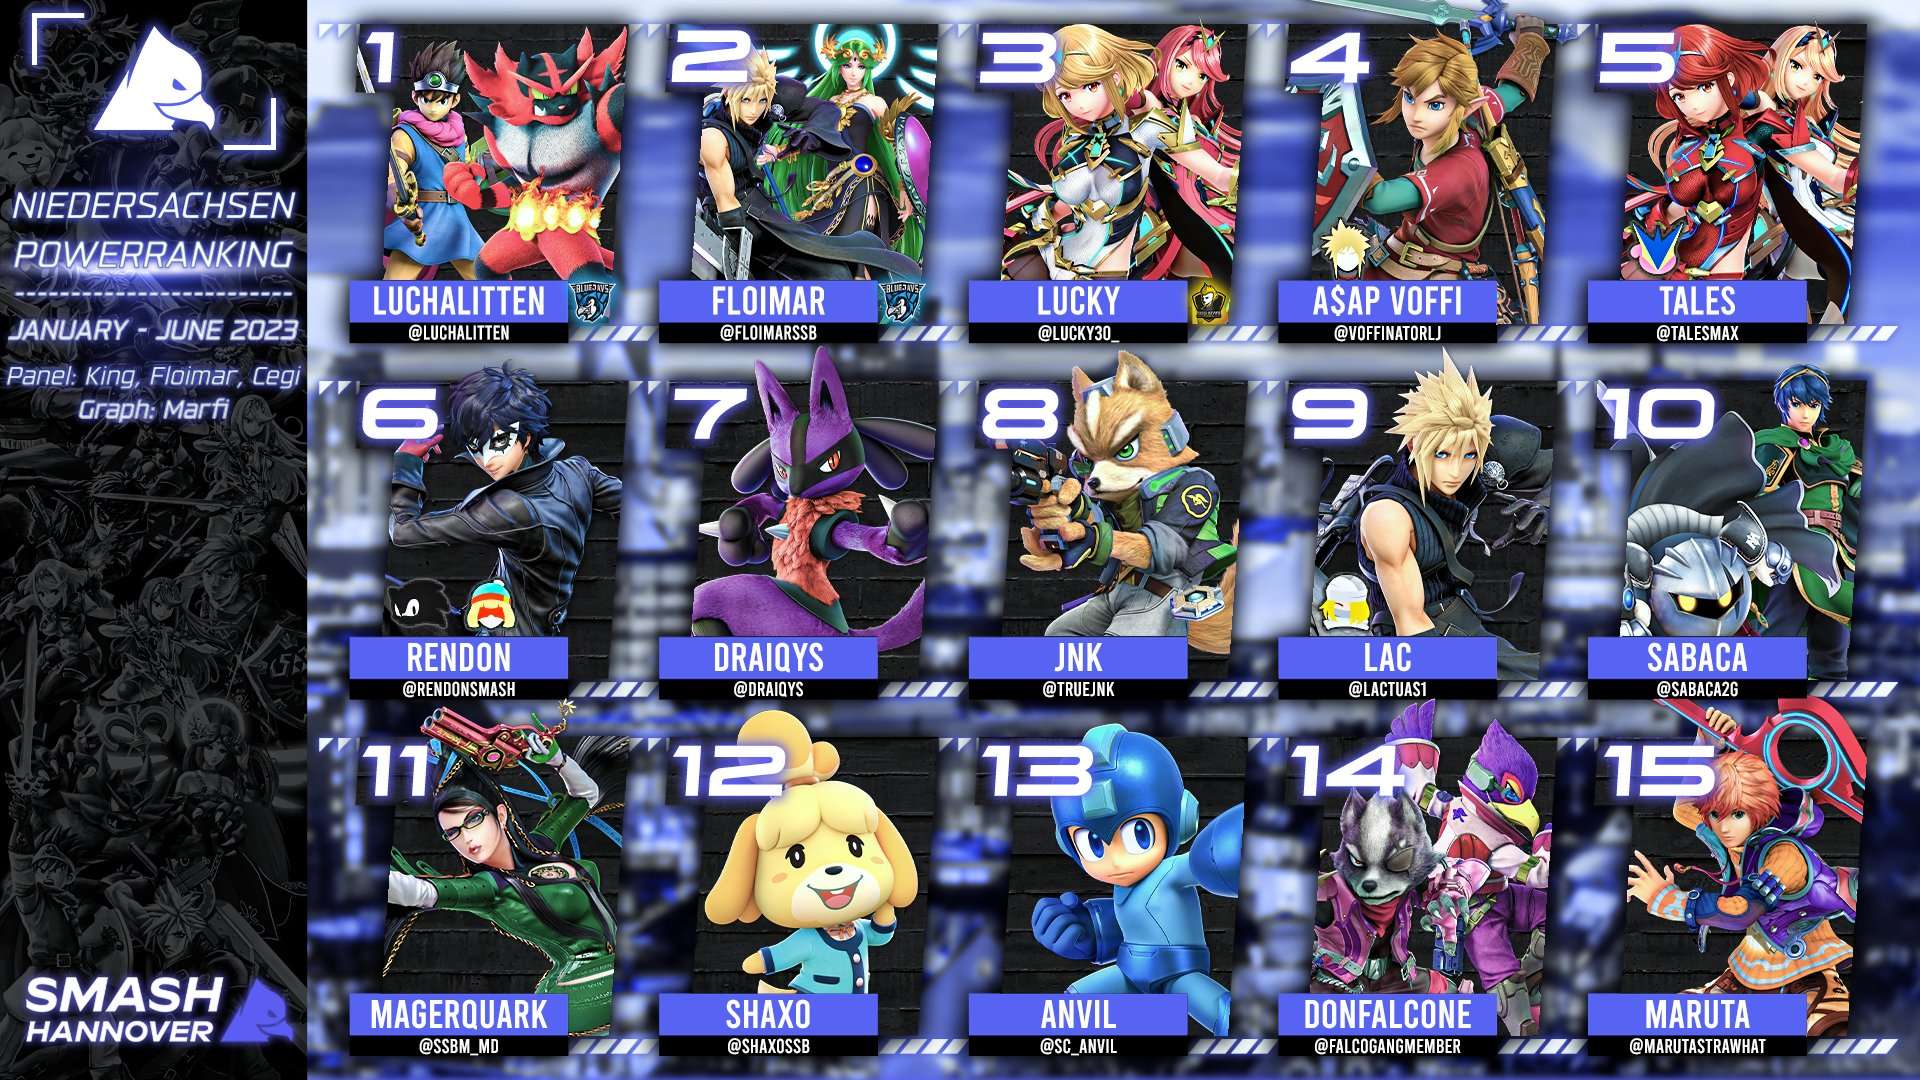 NIEDERSACHSEN
POWERRANKING
JANUARY - JUNE 2023
Panel: King, Floimar, Cegi
Graph: Marfi
SMASH
HANNOVER
1
LUCHALITTEN
BLUEJAYS
@LUCHALITTEN
2
FLOIMAR
BLUEJAYS
@FLOIMARSSB
3
LUCKY
@LUCKY30_
4
A$AP VOFFI
@VOFFINATORLJ
5
TALES
@TALESMAX
6
RENDON
@RENDONSMASH
7
DRAIQYS
@DRAIQYS
8
JNK
@TRUEJNK
9
LAC
@LACTUAS1
10
SABACA
@SABACA2G
11
MAGERQUARK
@SSBM_MD
12
SHAXO
@SHAXOSSB
13
ANVIL
@SC_ANVIL
14
DONFALCONE
@FALCOGANGMEMBER
15
MARUTA
@MARUTASTRAWHAT